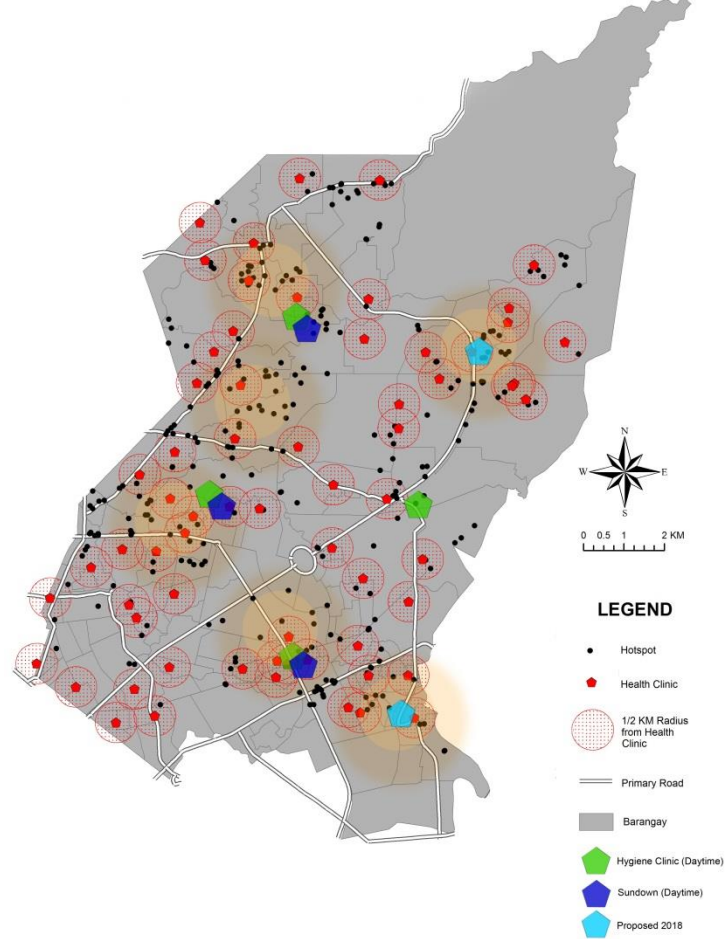 N
W
E
S
0 0.5 1 2 KM
LEGEND
Hotspot
Health Clinic
1/2 KM Radius
from Health
Clinic
Primary Road
Barangay
Hygiene Clinic (Daytime)
Sundown (Daytime)
Proposed 2018